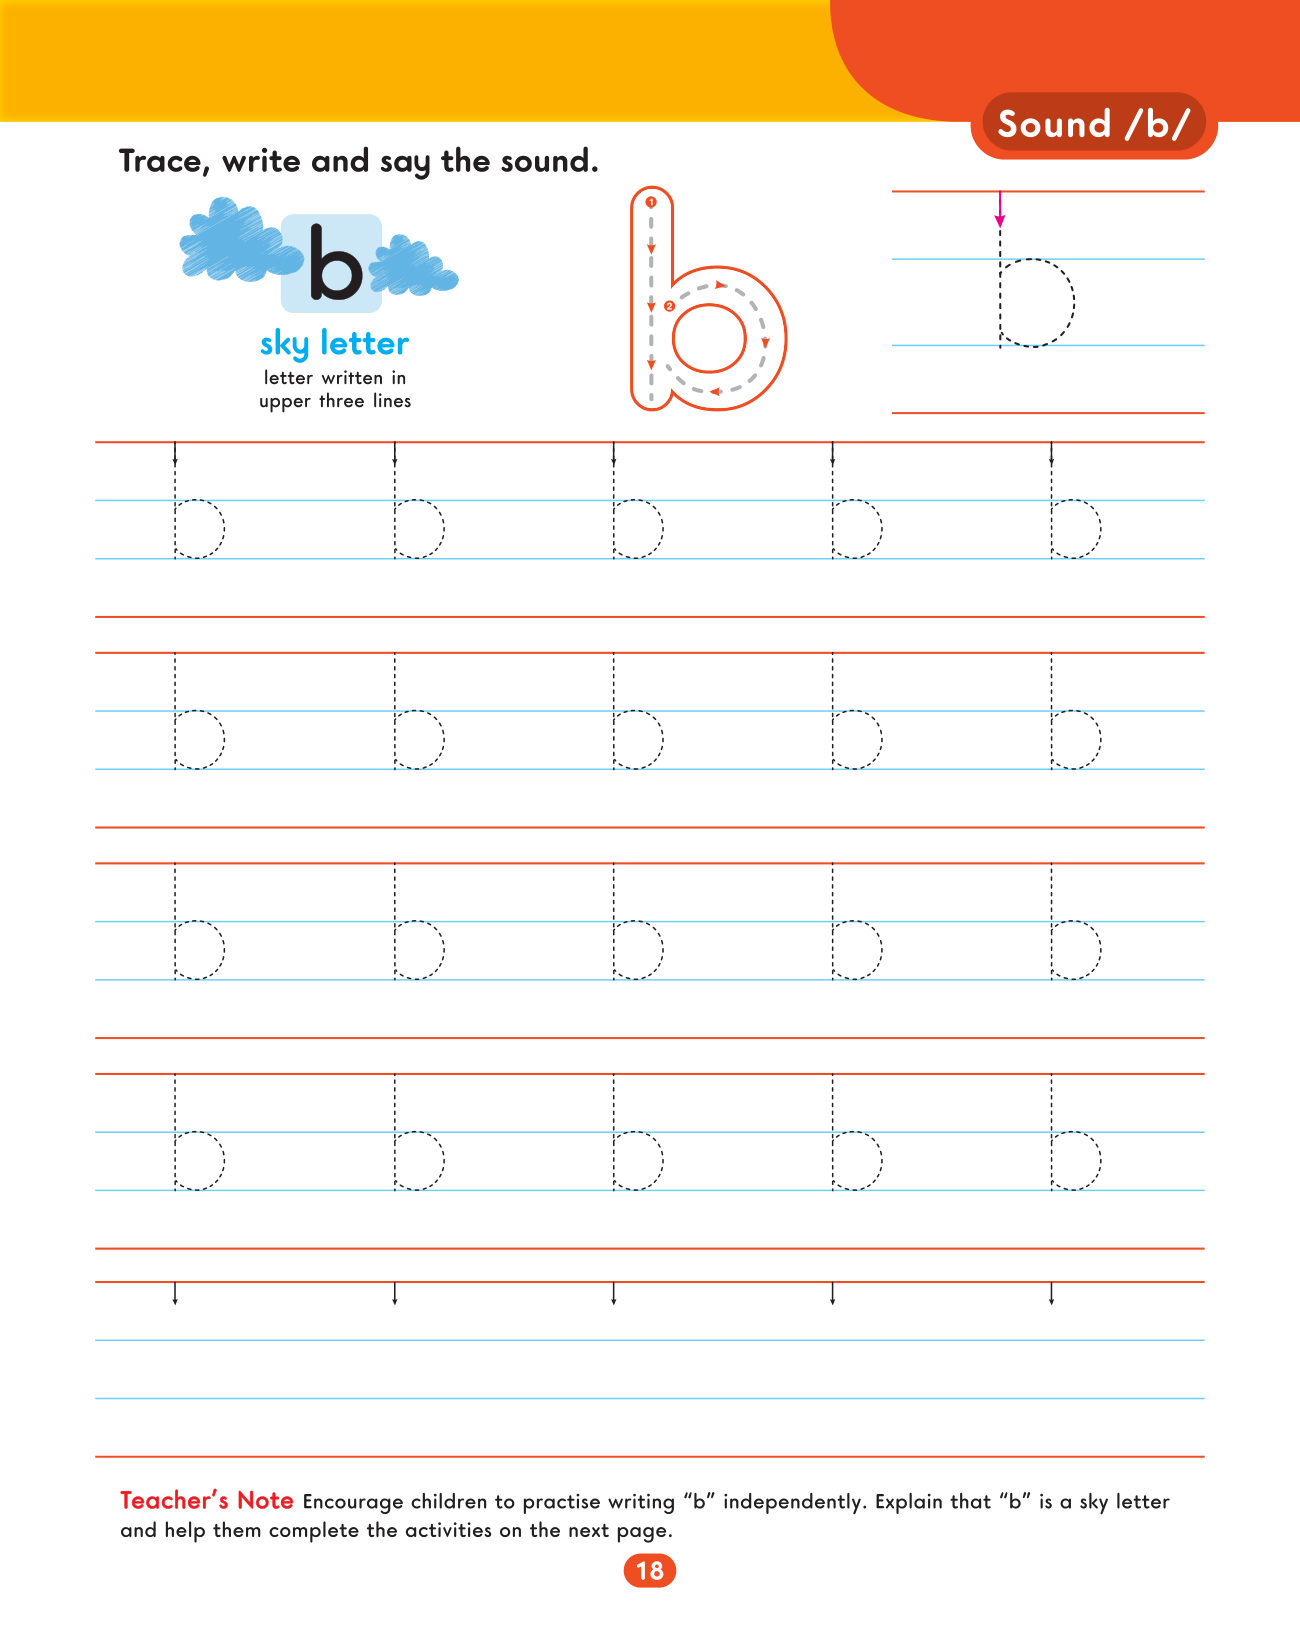 Sound /b/
Trace, write and say the sound.
b
sky letter
letter written in
upper three lines
1
2
b
b b b b b
b b b b b
b b b b b
b b b b b
Teacher’s Note Encourage children to practise writing “b” independently. Explain that “b” is a sky letter
and help them complete the activities on the next page.
18